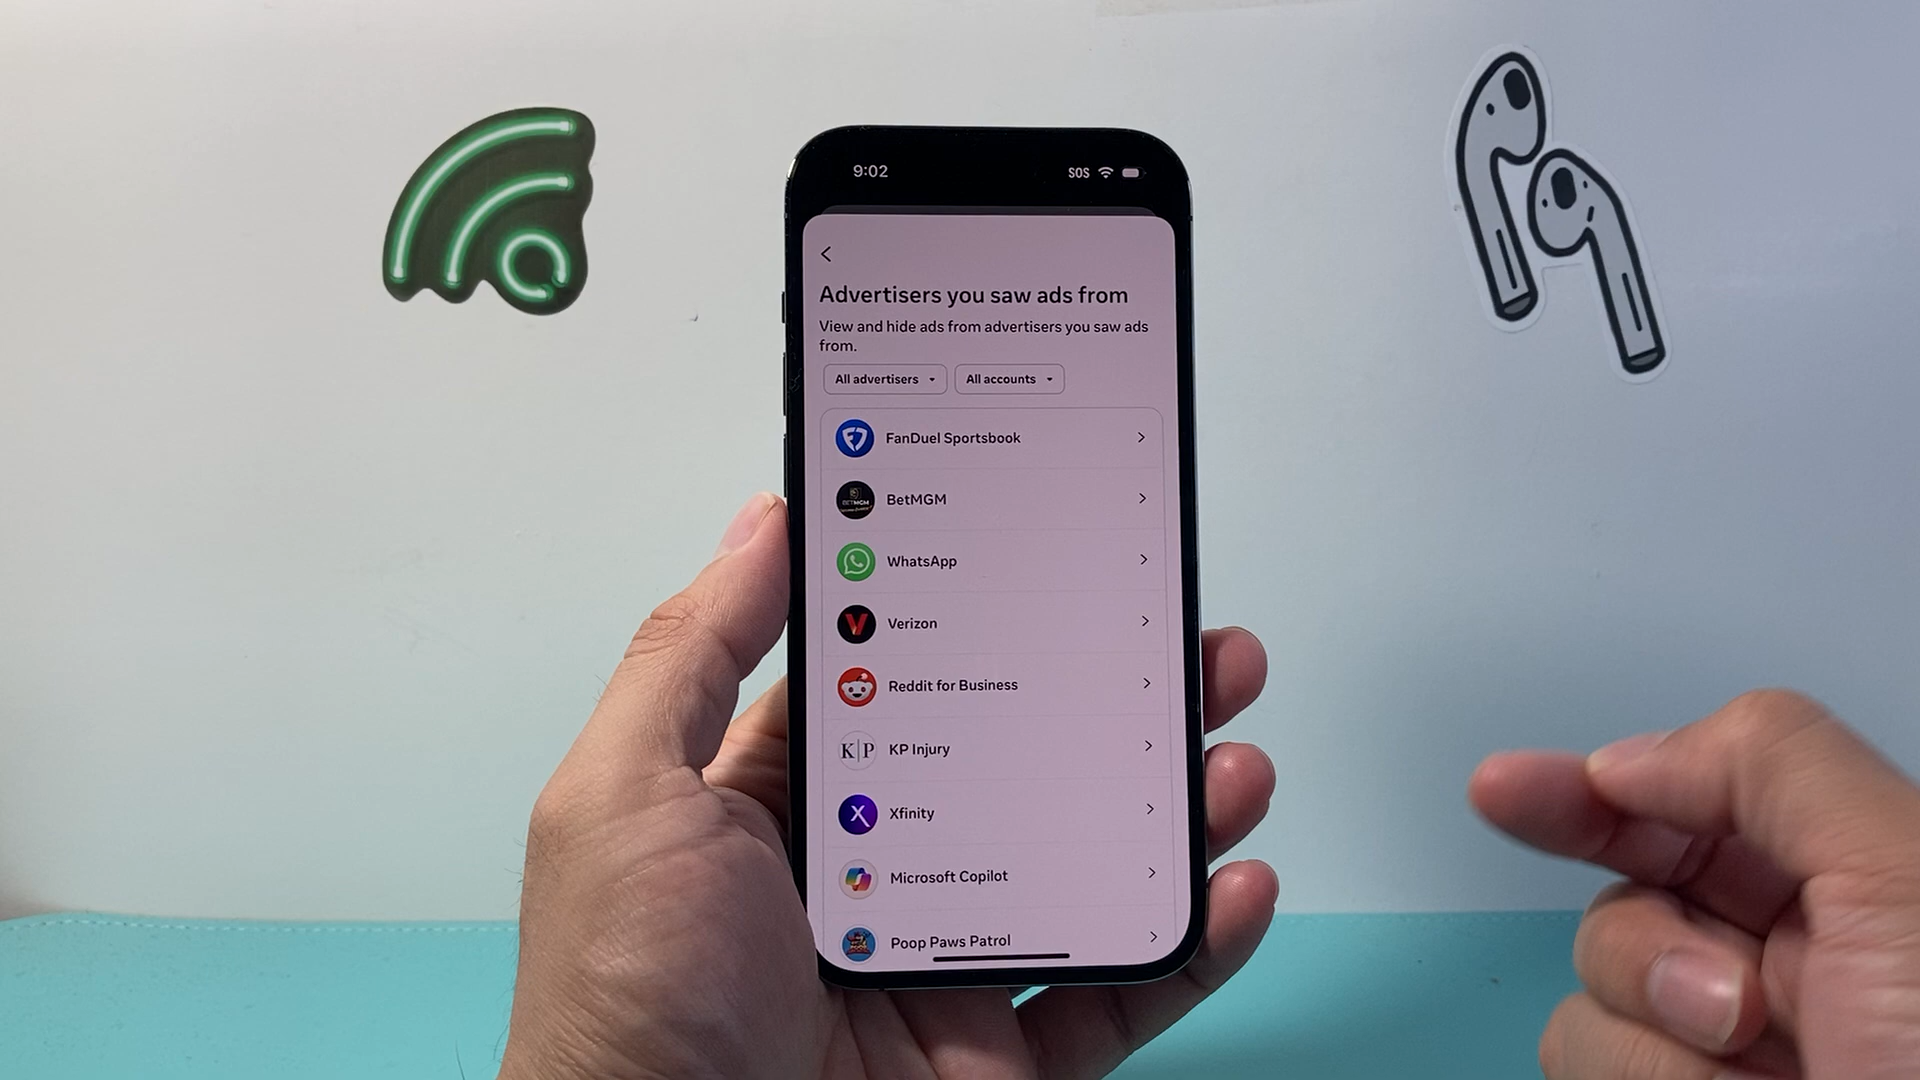 9:02
SOS
Advertisers you saw ads from
View and hide ads from advertisers you saw ads
from.
All advertisers
All accounts
FanDuel Sportsbook
BETMGM
BetMGM
WhatsApp
Verizon
Reddit for Business
K|P
KP Injury
X
Xfinity
Microsoft Copilot
Poop Paws Patrol